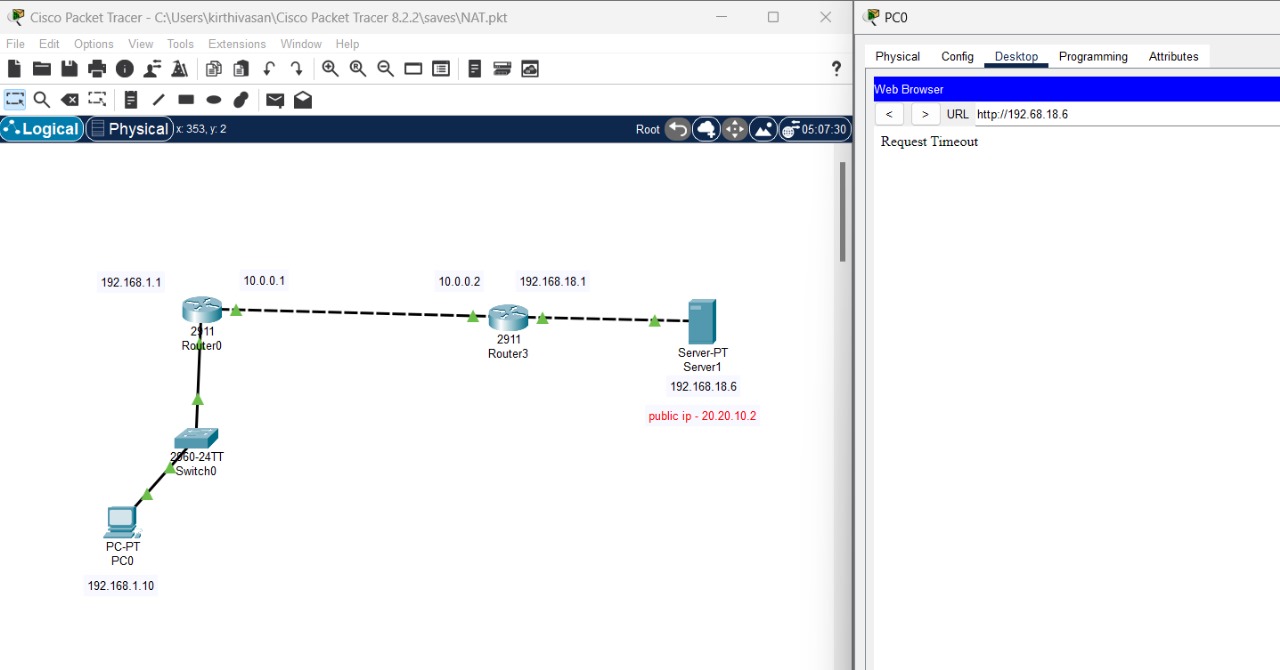 Cisco Packet Tracer - C:\Users\kirthivasan\Cisco Packet Tracer 8.2.2\saves\NAT.pkt
File Edit Options View Tools Extensions Window Help
?
Logical Physical x: 353, y: 2 Root 05:07:30
192.168.1.1 10.0.0.1 10.0.0.2 192.168.18.1
2911
Router0
2911
Router3
Server-PT
Server1
192.168.18.6
public ip - 20.20.10.2
2960-24TT
Switch0
PC-PT
PC0
192.168.1.10
PC0
Physical Config Desktop Programming Attributes
Web Browser
< > URL http://192.68.18.6
Request Timeout